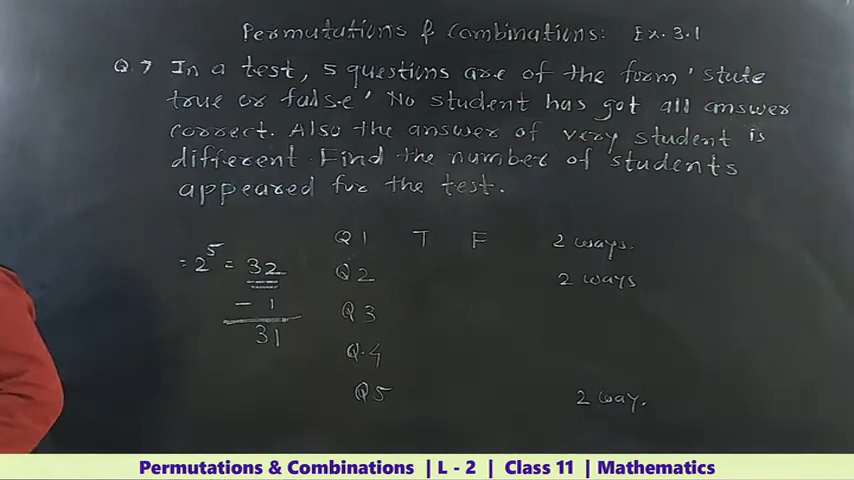 Permutations & Combinations: Ex. 3.1
Q.7 In a test, 5 questions are of the form 'state
true or false' No student has got all answer
correct. Also the answer of very student is
different. Find the number of students
appeared for the test.
Q1 T F 2 ways.
= 2^5 = 32 Q2 2 ways
- 1 Q3
31
Q.4
Q5 2 way.
Permutations & Combinations | L - 2 | Class 11 | Mathematics